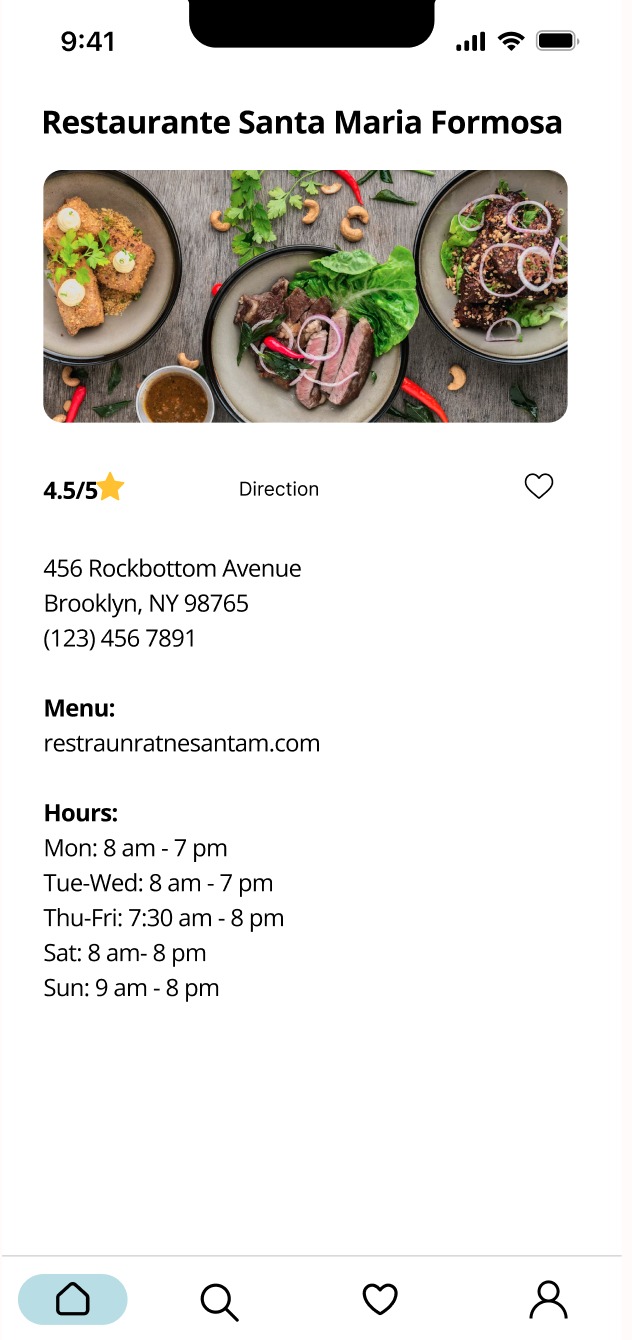 9:41
Restaurante Santa Maria Formosa
4.5/5
Direction
456 Rockbottom Avenue
Brooklyn, NY 98765
(123) 456 7891
Menu:
restraunratnesantam.com
Hours:
Mon: 8 am - 7 pm
Tue-Wed: 8 am - 7 pm
Thu-Fri: 7:30 am - 8 pm
Sat: 8 am- 8 pm
Sun: 9 am - 8 pm